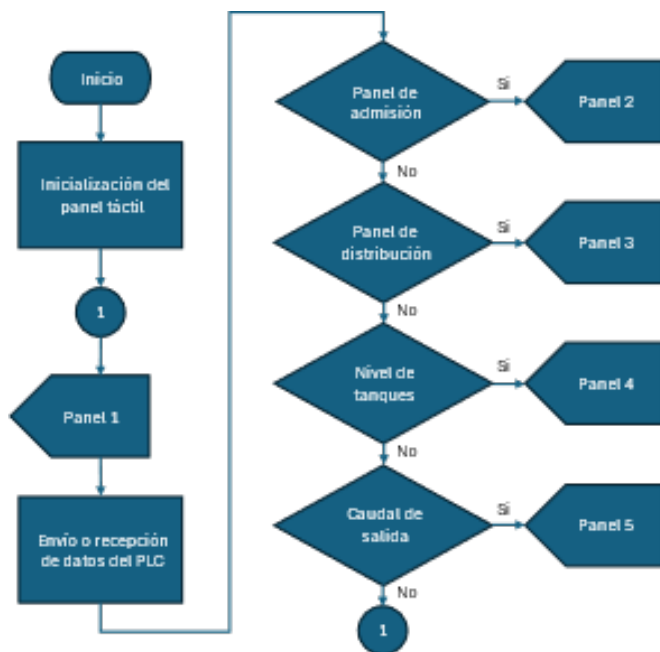 Inicio
Inicialización del
panel táctil
1
Panel 1
Envío o recepción
de datos del PLC
Panel de
admisión
Sí
Panel 2
No
Panel de
distribución
Sí
Panel 3
No
Nivel de
tanques
Sí
Panel 4
No
Caudal de
salida
Sí
Panel 5
No
1